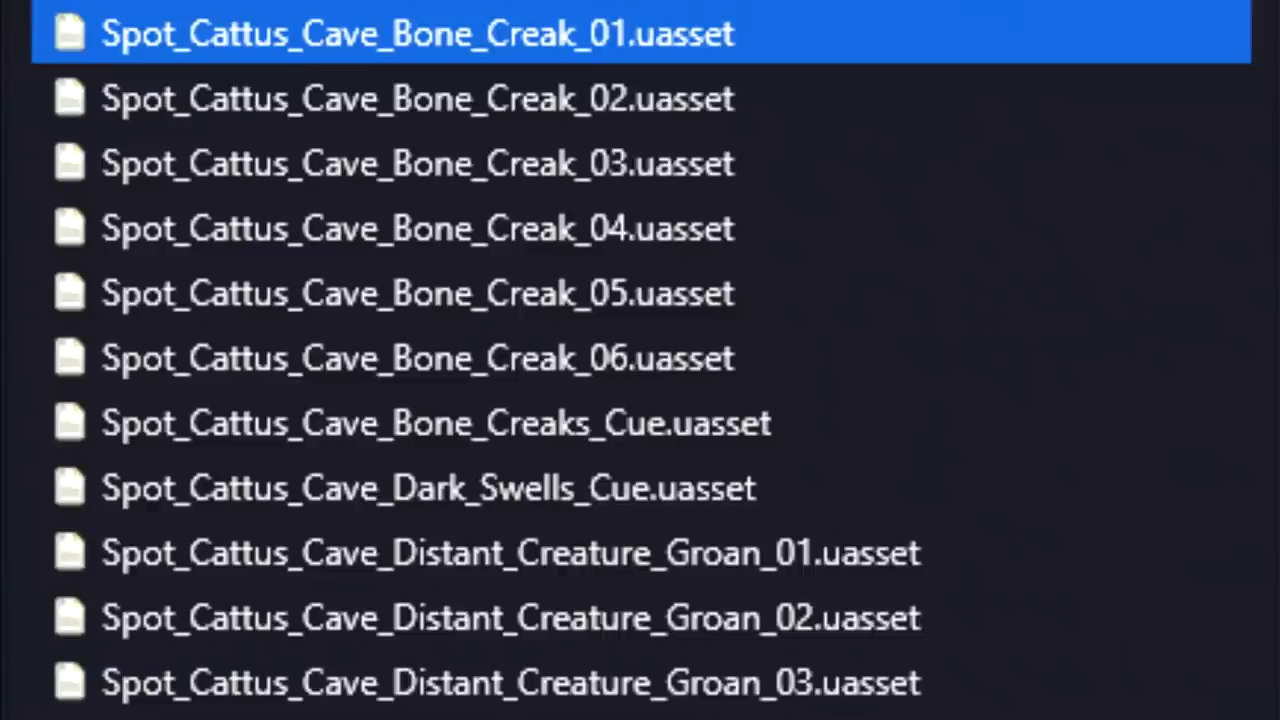 Spot_Cattus_Cave_Bone_Creak_01.uasset
Spot_Cattus_Cave_Bone_Creak_02.uasset
Spot_Cattus_Cave_Bone_Creak_03.uasset
Spot_Cattus_Cave_Bone_Creak_04.uasset
Spot_Cattus_Cave_Bone_Creak_05.uasset
Spot_Cattus_Cave_Bone_Creak_06.uasset
Spot_Cattus_Cave_Bone_Creaks_Cue.uasset
Spot_Cattus_Cave_Dark_Swells_Cue.uasset
Spot_Cattus_Cave_Distant_Creature_Groan_01.uasset
Spot_Cattus_Cave_Distant_Creature_Groan_02.uasset
Spot_Cattus_Cave_Distant_Creature_Groan_03.uasset